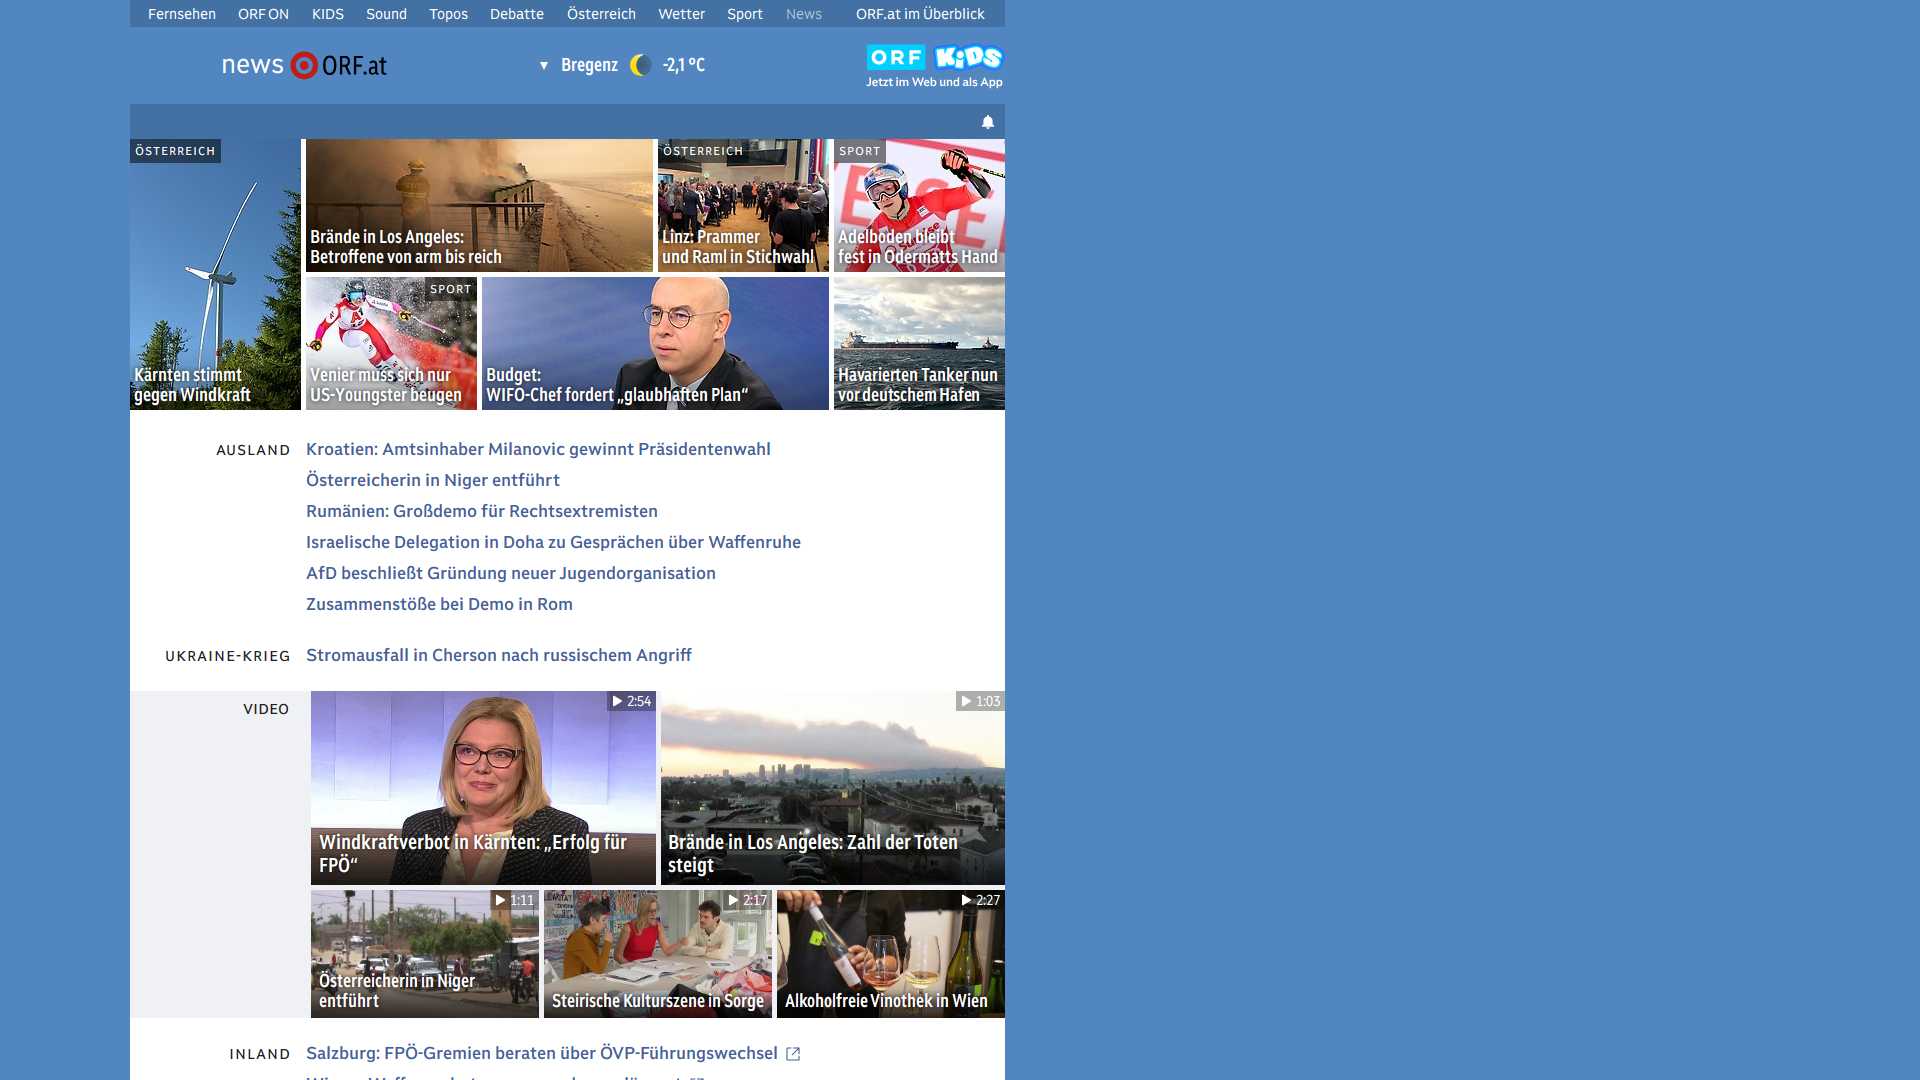 Fernsehen ORF ON KIDS Sound Topos Debatte Österreich Wetter Sport News ORF.at im Überblick
news ORF.at
Bregenz -2,1 °C
ORF KiDS
Jetzt im Web und als App
ÖSTERREICH
Kärnten stimmt
gegen Windkraft
Brände in Los Angeles:
Betroffene von arm bis reich
ÖSTERREICH
Linz: Prammer
und Raml in Stichwahl
SPORT
Adelboden bleibt
fest in Odermatts Hand
SPORT
Venier muss sich nur
US-Youngster beugen
Budget:
WIFO-Chef fordert „glaubhaften Plan“
Havarierten Tanker nun
vor deutschem Hafen
AUSLAND
Kroatien: Amtsinhaber Milanovic gewinnt Präsidentenwahl
Österreicherin in Niger entführt
Rumänien: Großdemo für Rechtsextremisten
Israelische Delegation in Doha zu Gesprächen über Waffenruhe
AfD beschließt Gründung neuer Jugendorganisation
Zusammenstöße bei Demo in Rom
UKRAINE-KRIEG
Stromausfall in Cherson nach russischem Angriff
VIDEO
2:54
Windkraftverbot in Kärnten: „Erfolg für
FPÖ“
1:03
Brände in Los Angeles: Zahl der Toten
steigt
1:11
Österreicherin in Niger
entführt
2:17
Steirische Kulturszene in Sorge
2:27
Alkoholfreie Vinothek in Wien
INLAND
Salzburg: FPÖ-Gremien beraten über ÖVP-Führungswechsel